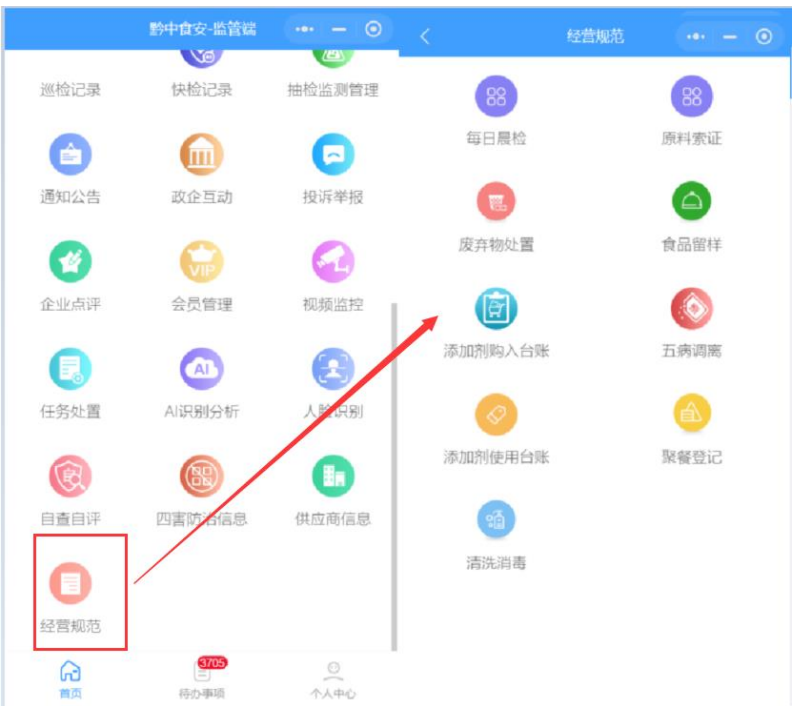 黔中食安-监管端
巡检记录 快检记录 抽检监测管理
通知公告 政企互动 投诉举报
VIP
企业点评 会员管理 视频监控
AI
任务处置 AI识别分析 人脸识别
自查自评 四害防治信息 供应商信息
经营规范
3705
首页 待办事项 个人中心
经营规范
每日晨检 原料索证
废弃物处置 食品留样
添加剂购入台账 五病调离
添加剂使用台账 聚餐登记
清洗消毒